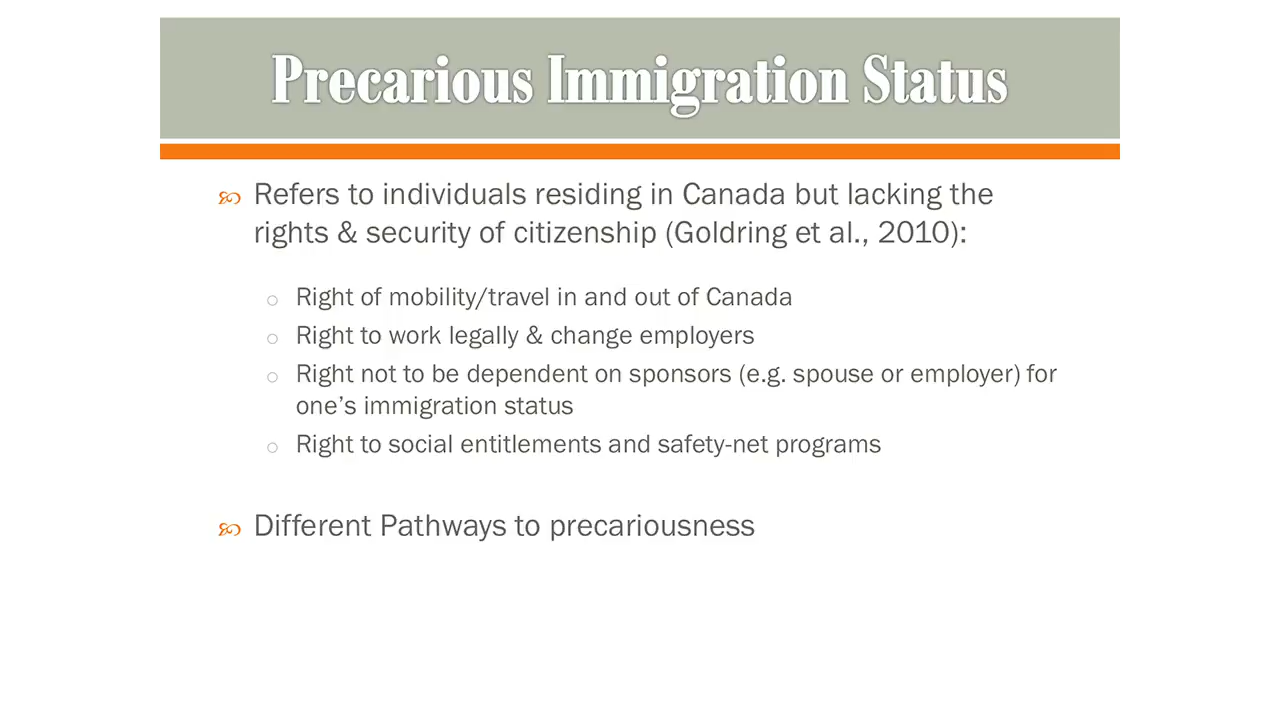 Precarious Immigration Status
Refers to individuals residing in Canada but lacking the
rights & security of citizenship (Goldring et al., 2010):
Right of mobility/travel in and out of Canada
Right to work legally & change employers
Right not to be dependent on sponsors (e.g. spouse or employer) for
one’s immigration status
Right to social entitlements and safety-net programs
Different Pathways to precariousness